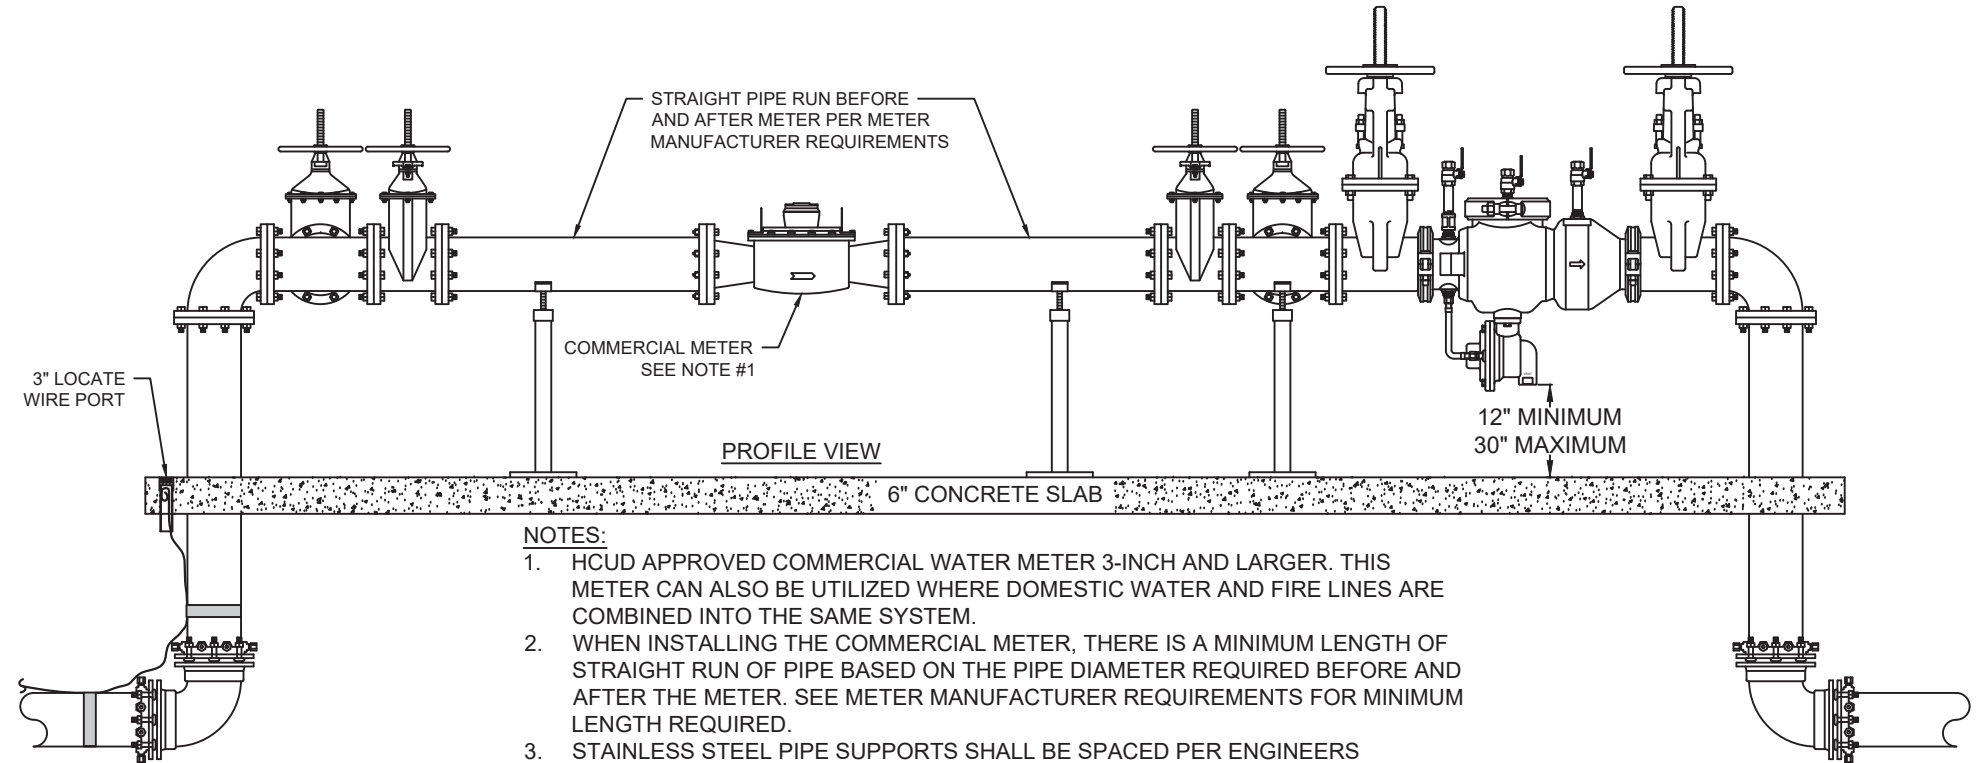 STRAIGHT PIPE RUN BEFORE
AND AFTER METER PER METER
MANUFACTURER REQUIREMENTS
COMMERCIAL METER
SEE NOTE #1
3" LOCATE
WIRE PORT
12" MINIMUM
30" MAXIMUM
PROFILE VIEW
6" CONCRETE SLAB
NOTES:
1. HCUD APPROVED COMMERCIAL WATER METER 3-INCH AND LARGER. THIS
METER CAN ALSO BE UTILIZED WHERE DOMESTIC WATER AND FIRE LINES ARE
COMBINED INTO THE SAME SYSTEM.
2. WHEN INSTALLING THE COMMERCIAL METER, THERE IS A MINIMUM LENGTH OF
STRAIGHT RUN OF PIPE BASED ON THE PIPE DIAMETER REQUIRED BEFORE AND
AFTER THE METER. SEE METER MANUFACTURER REQUIREMENTS FOR MINIMUM
LENGTH REQUIRED.
3. STAINLESS STEEL PIPE SUPPORTS SHALL BE SPACED PER ENGINEERS